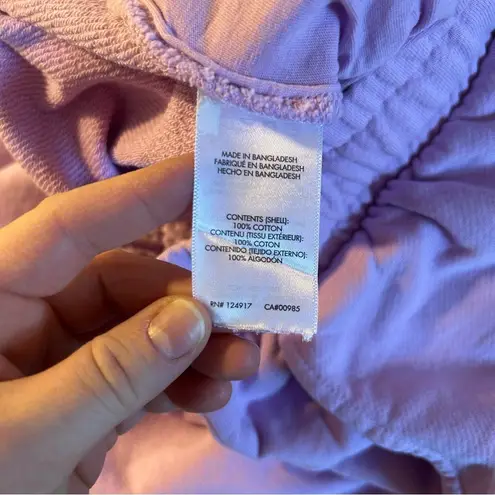 MADE IN BANGLADESH
FABRIQUÉ EN BANGLADESH
HECHO EN BANGLADESH
CONTENTS (SHELL):
100% COTTON
CONTENU (TISSU EXTÉRIEUR):
100% COTON
CONTENIDO (TEJIDO EXTERNO):
100% ALGODÓN
RN# 124917 CA#00985